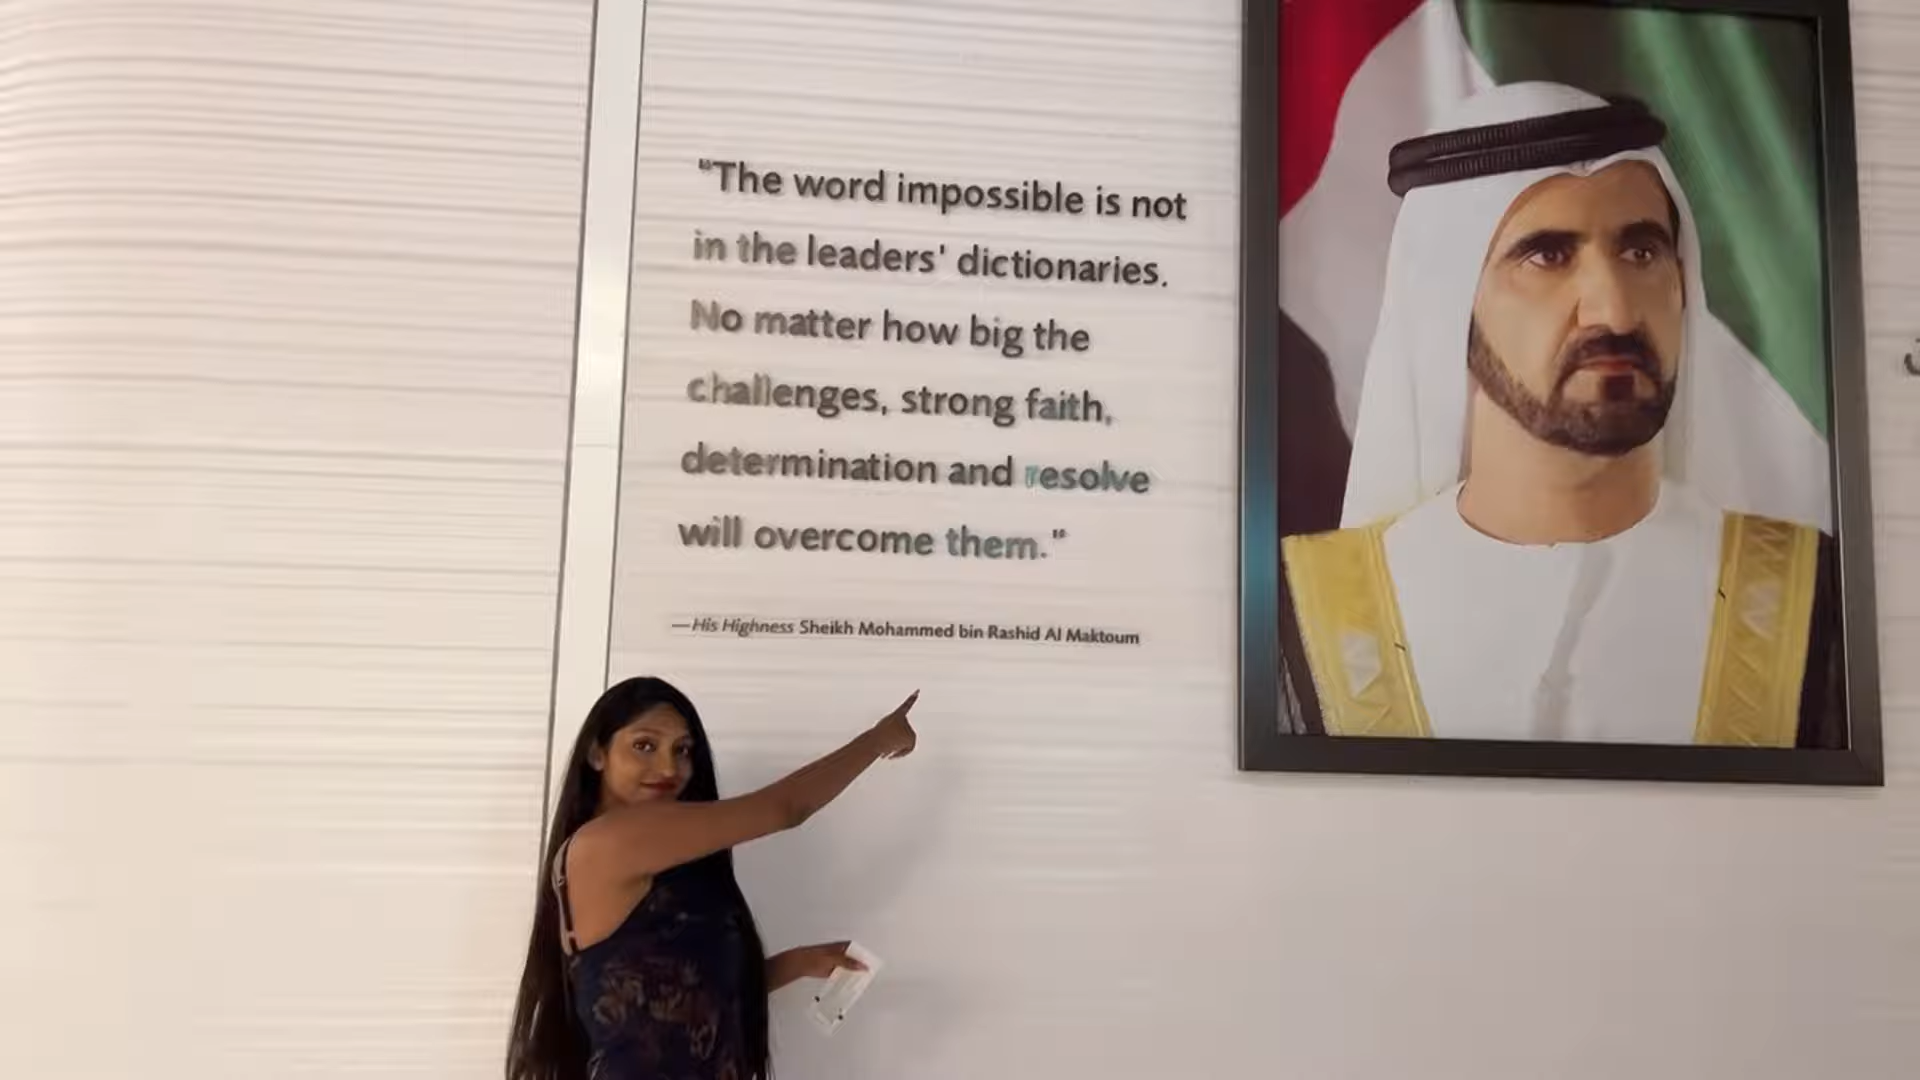 "The word impossible is not
in the leaders' dictionaries.
No matter how big the
challenges, strong faith,
determination and resolve
will overcome them."
—His Highness Sheikh Mohammed bin Rashid Al Maktoum